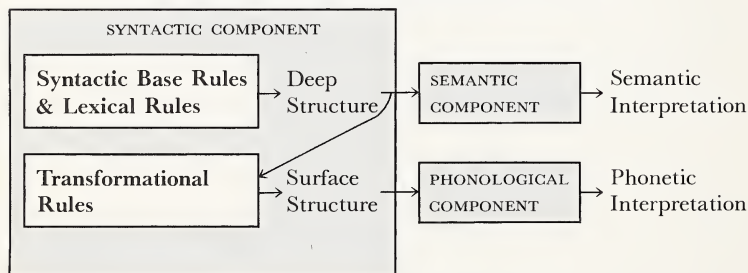 SYNTACTIC COMPONENT
Syntactic Base Rules
& Lexical Rules
Deep
Structure
SEMANTIC
COMPONENT
Semantic
Interpretation
Transformational
Rules
Surface
Structure
PHONOLOGICAL
COMPONENT
Phonetic
Interpretation